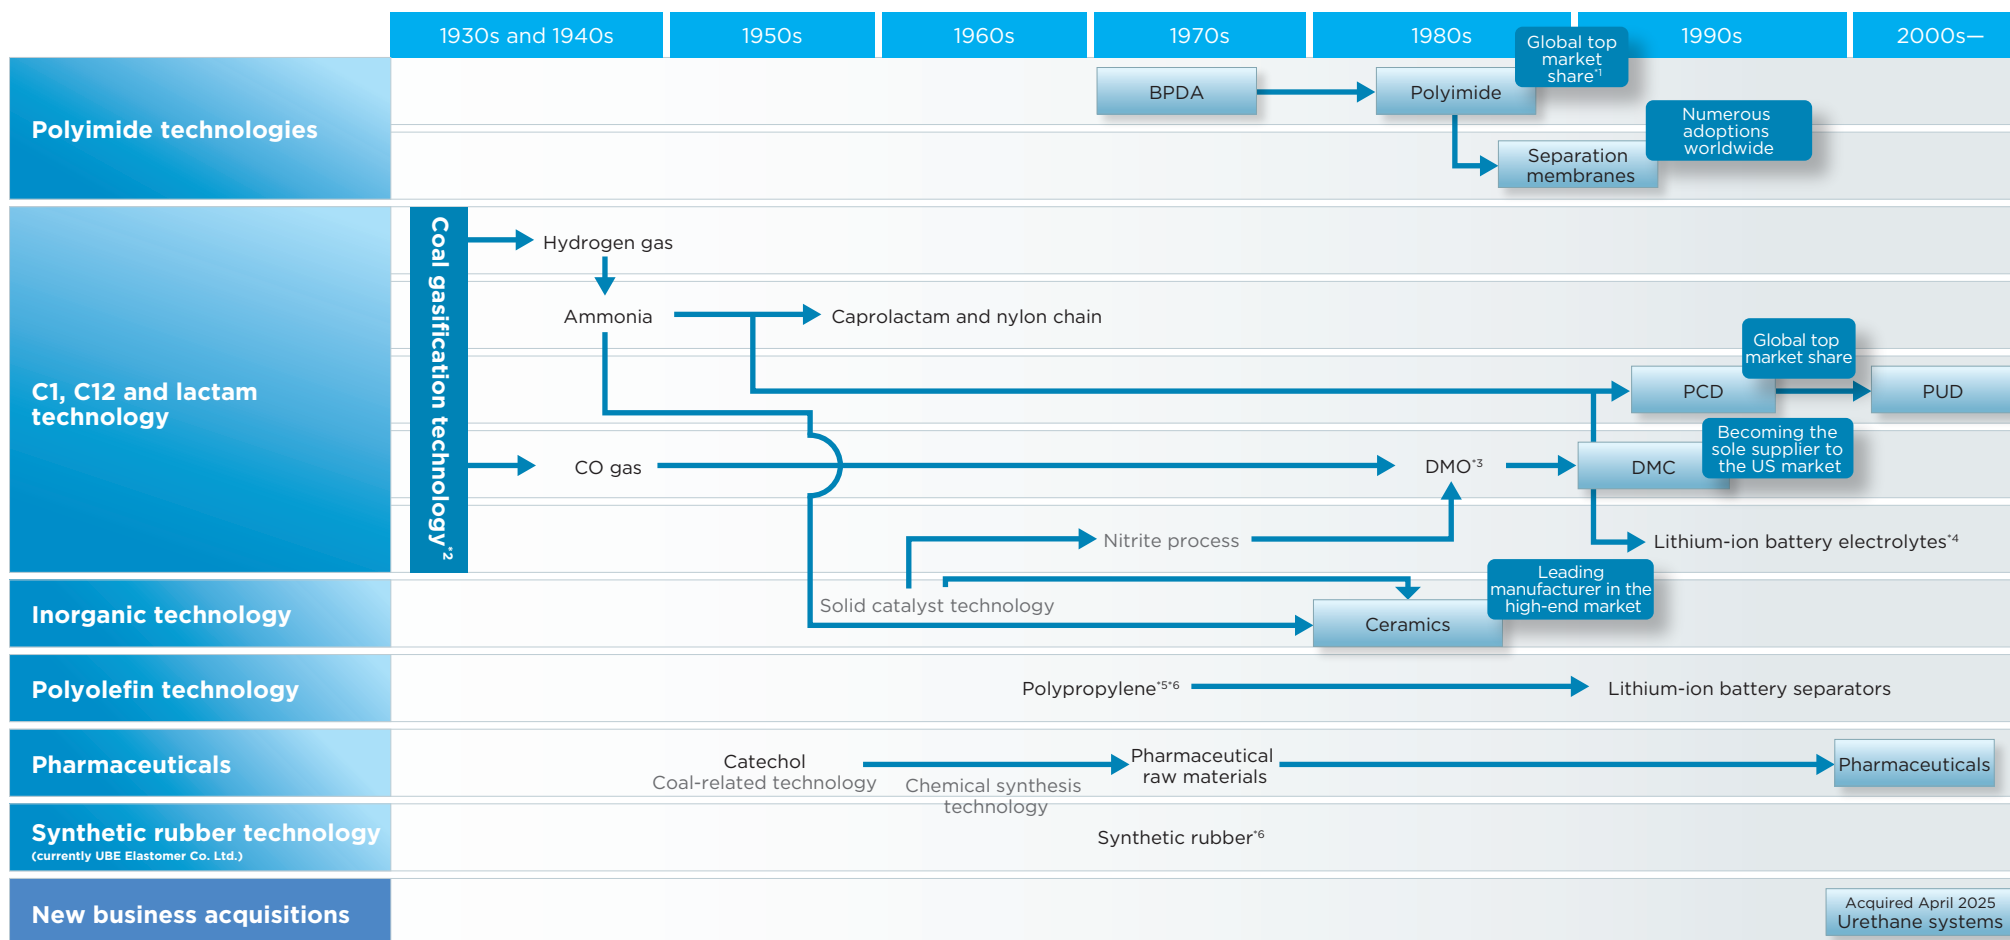 1930s and 1940s
1950s
1960s
1970s
1980s
1990s
2000s—
Polyimide technologies
BPDA
Polyimide
Global top
market
share*1
Separation
membranes
Numerous
adoptions
worldwide
C1, C12 and lactam
technology
Coal gasification technology*2
Hydrogen gas
Ammonia
Caprolactam and nylon chain
PCD
Global top
market share
PUD
CO gas
DMO*3
DMC
Becoming the
sole supplier to
the US market
Nitrite process
Lithium-ion battery electrolytes*4
Inorganic technology
Solid catalyst technology
Ceramics
Leading
manufacturer in the
high-end market
Polyolefin technology
Polypropylene*5*6
Lithium-ion battery separators
Pharmaceuticals
Catechol
Coal-related technology
Chemical synthesis
technology
Pharmaceutical
raw materials
Pharmaceuticals
Synthetic rubber technology
(currently UBE Elastomer Co. Ltd.)
Synthetic rubber*6
New business acquisitions
Acquired April 2025
Urethane systems